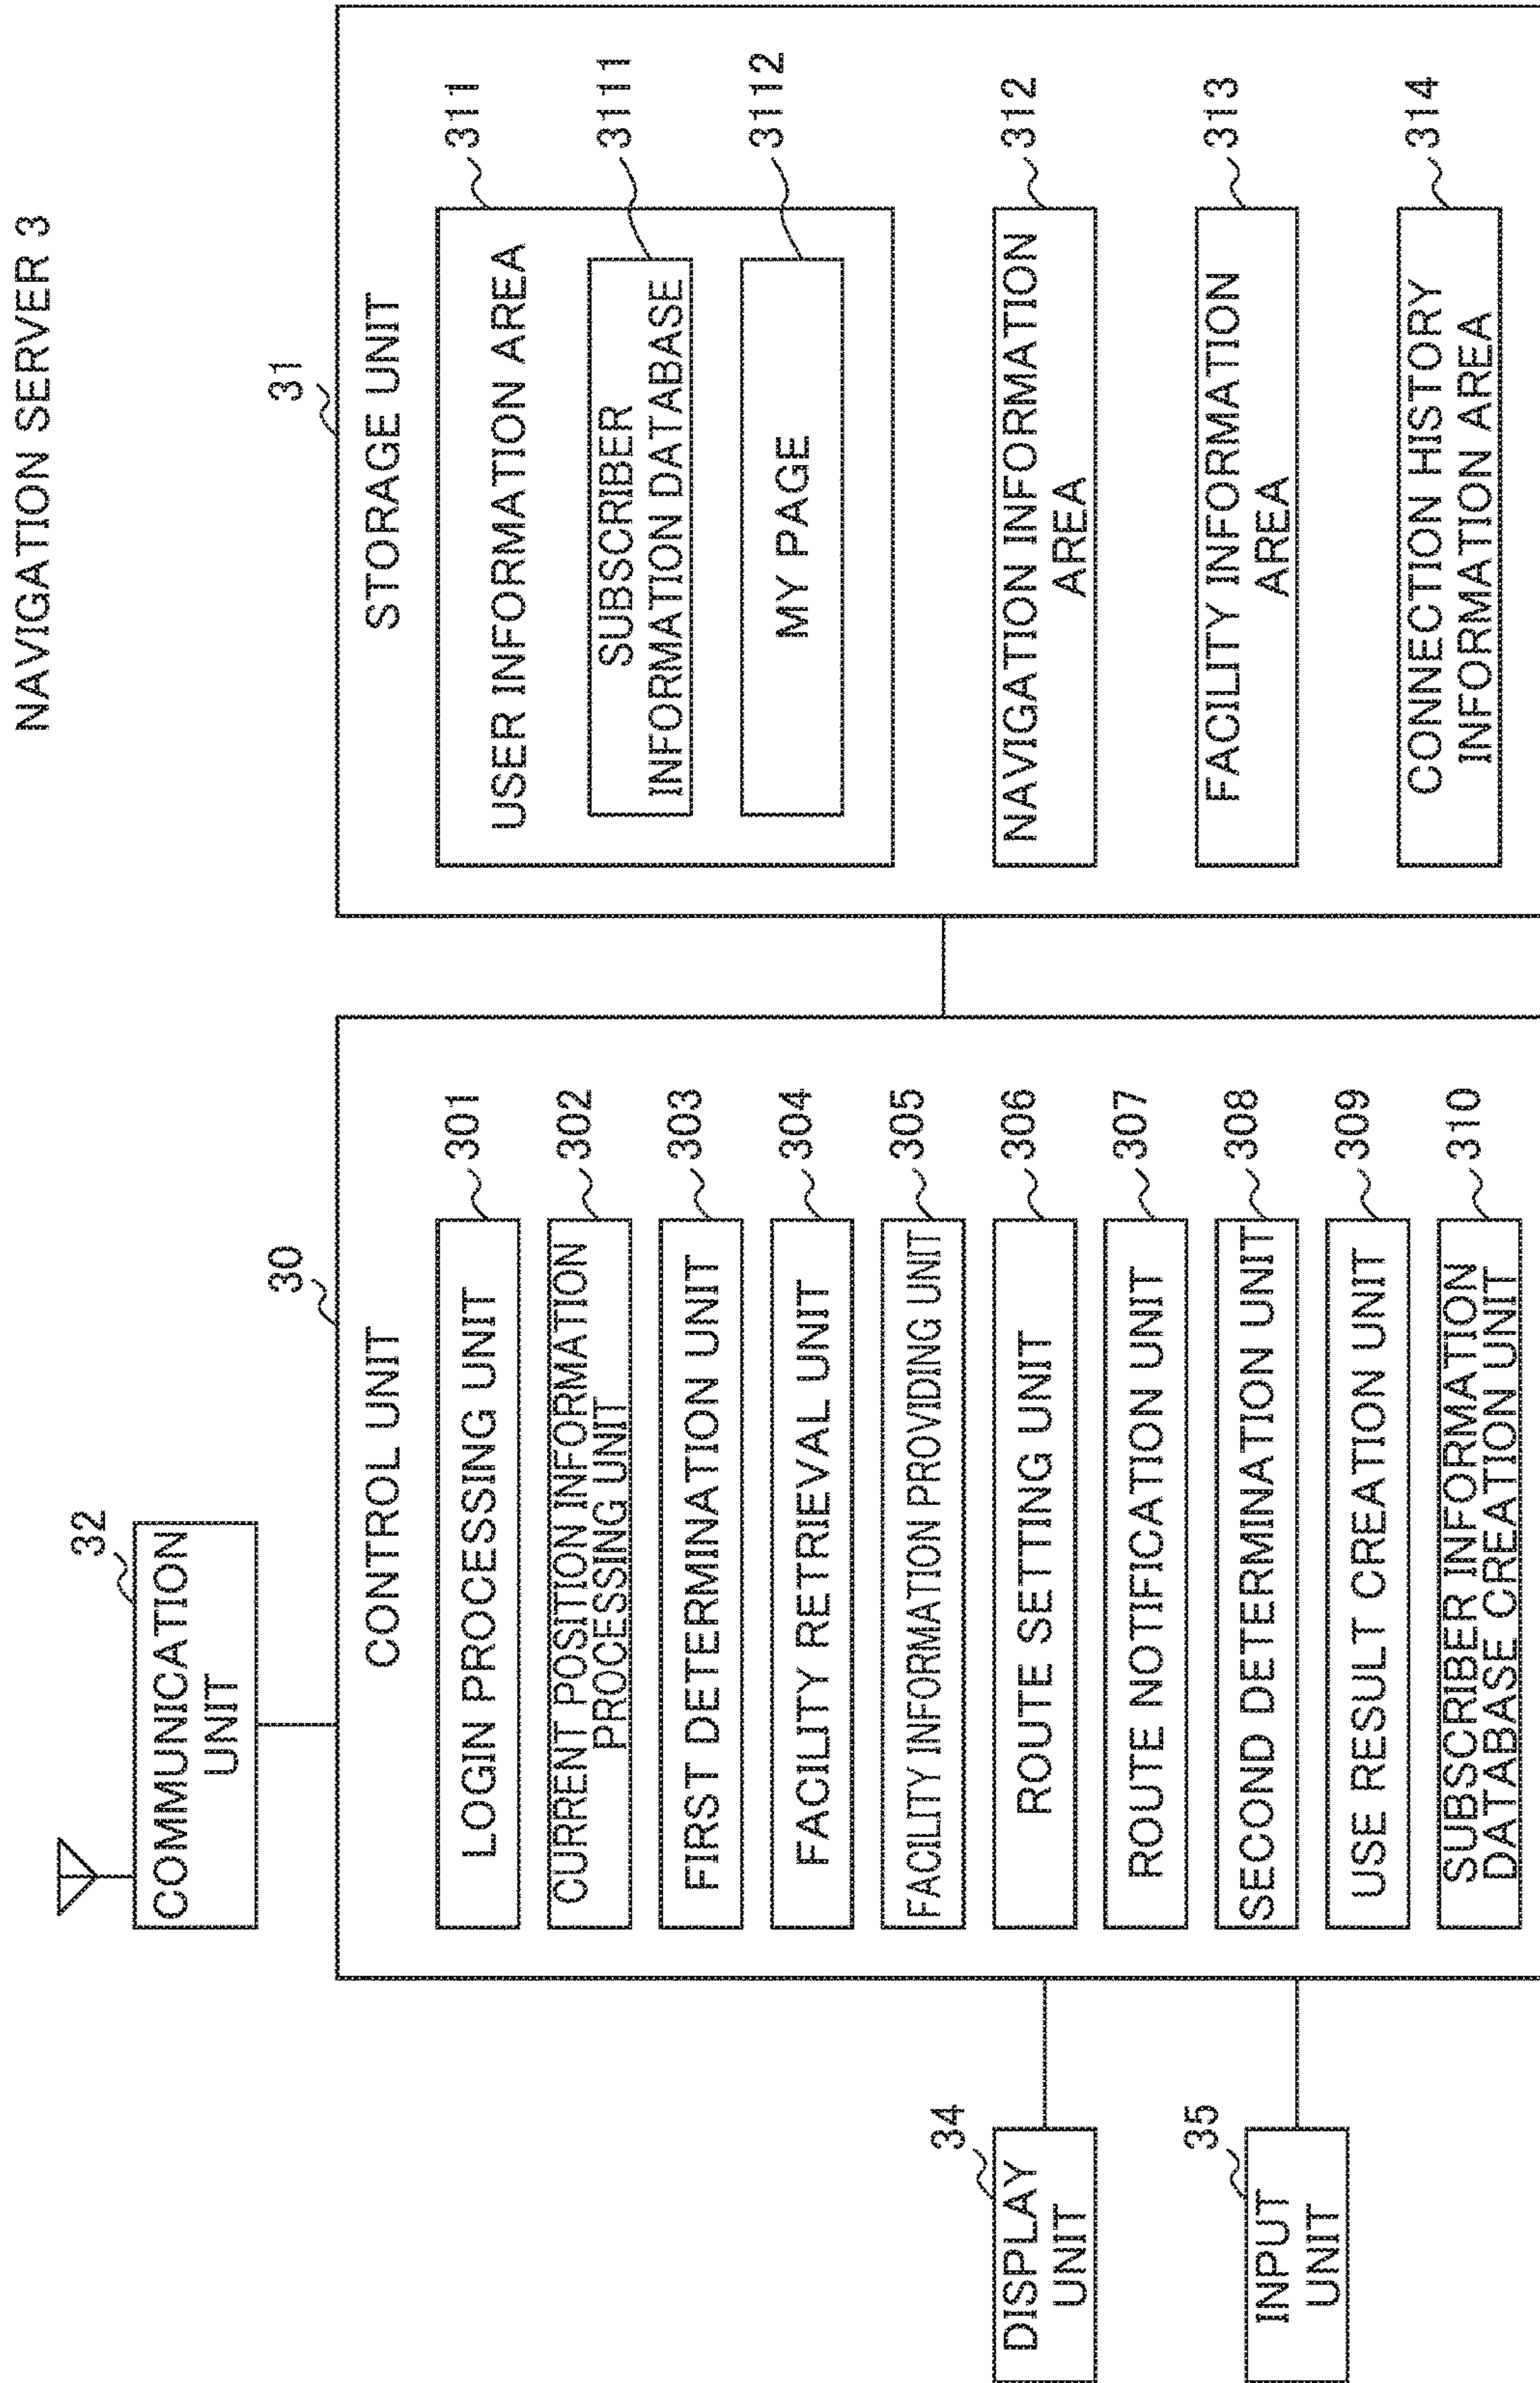 NAVIGATION SERVER 3
32
COMMUNICATION
UNIT
30
CONTROL UNIT
LOGIN PROCESSING UNIT
301
CURRENT POSITION INFORMATION
PROCESSING UNIT
302
FIRST DETERMINATION UNIT
303
FACILITY RETRIEVAL UNIT
304
FACILITY INFORMATION PROVIDING UNIT
305
ROUTE SETTING UNIT
306
ROUTE NOTIFICATION UNIT
307
SECOND DETERMINATION UNIT
308
USE RESULT CREATION UNIT
309
SUBSCRIBER INFORMATION
DATABASE CREATION UNIT
310
34
DISPLAY
UNIT
35
INPUT
UNIT
31
STORAGE UNIT
311
USER INFORMATION AREA
3111
SUBSCRIBER
INFORMATION DATABASE
3112
MY PAGE
312
NAVIGATION INFORMATION
AREA
313
FACILITY INFORMATION
AREA
314
CONNECTION HISTORY
INFORMATION AREA